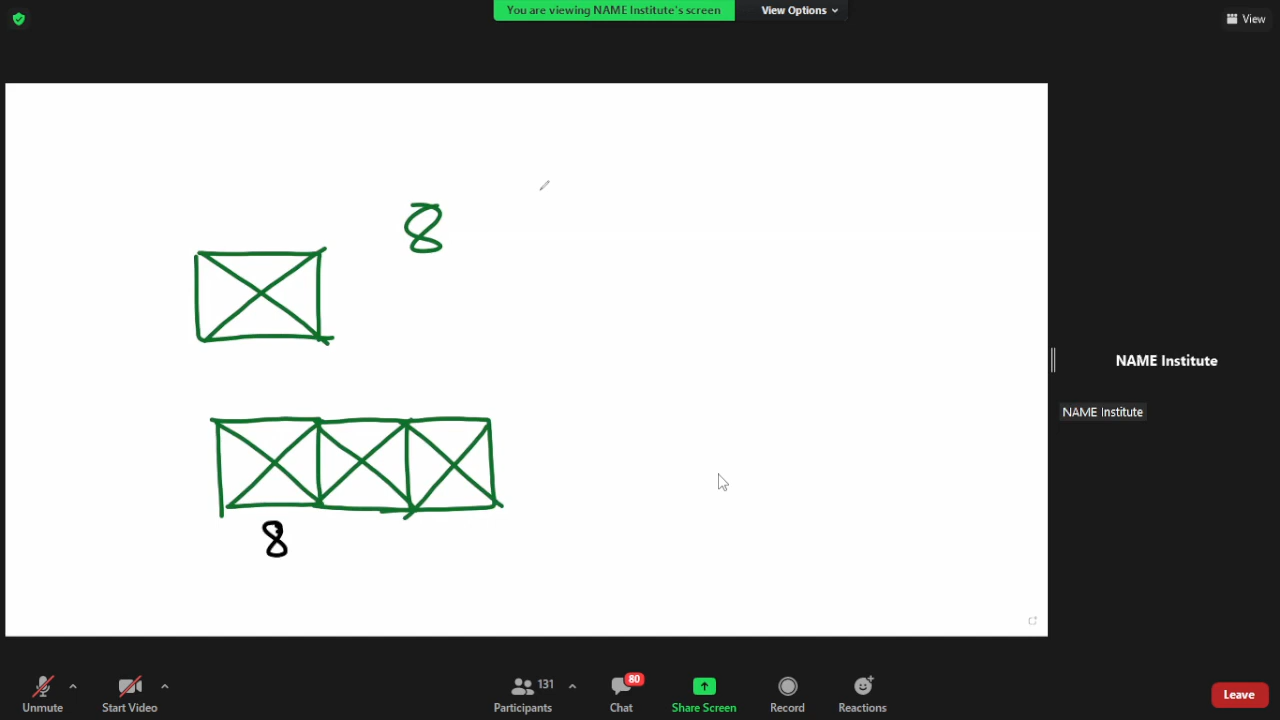 You are viewing NAME Institute's screen View Options
View
8
NAME Institute
NAME Institute
8
131 80
Unmute Start Video Participants Chat Share Screen Record Reactions Leave